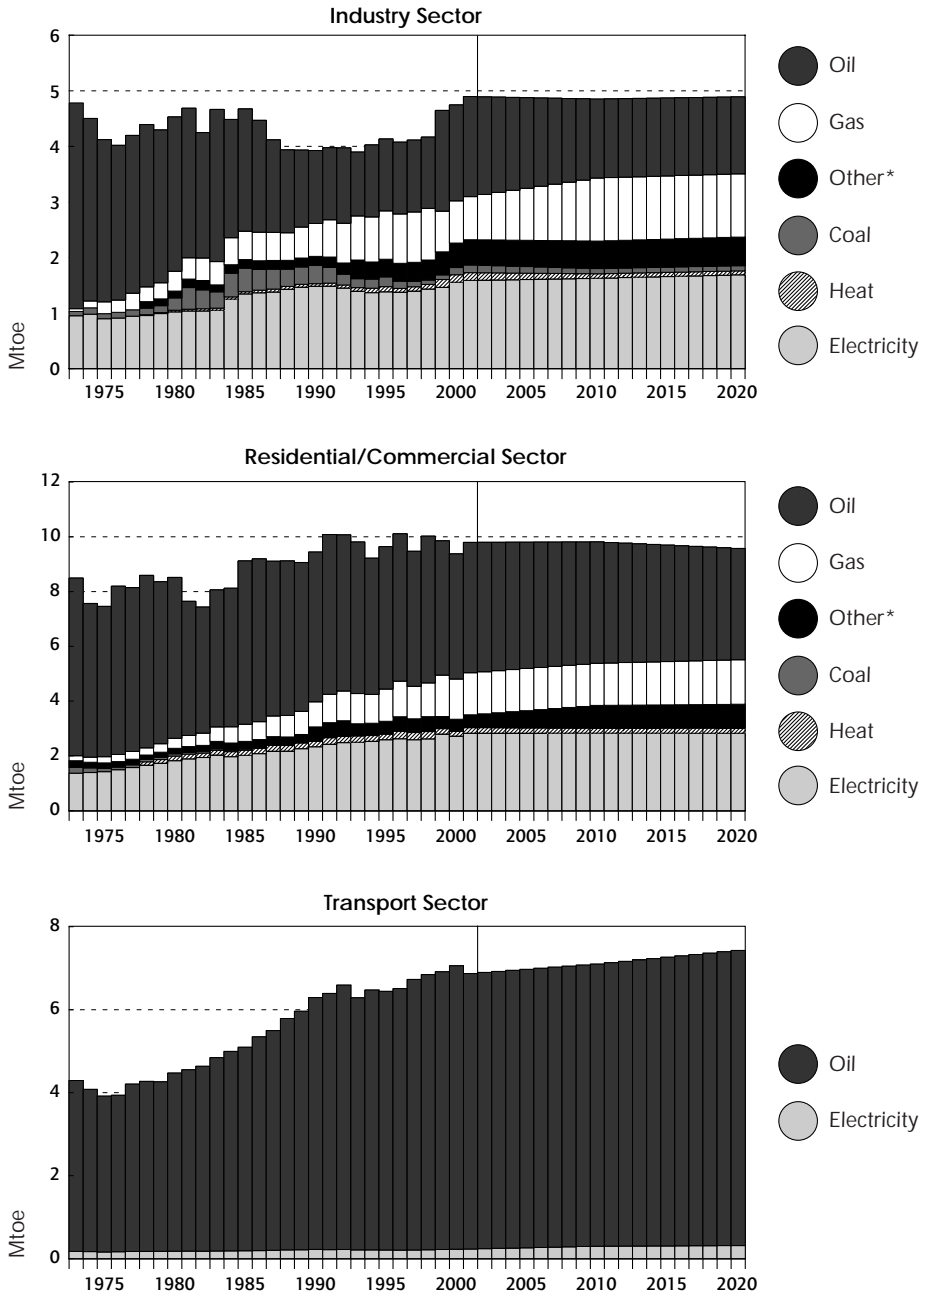 Industry Sector
6
5
4
3
2
1
0
Mtoe
1975 1980 1985 1990 1995 2000 2005 2010 2015 2020
Oil
Gas
Other*
Coal
Heat
Electricity
Residential/Commercial Sector
12
10
8
6
4
2
0
Mtoe
1975 1980 1985 1990 1995 2000 2005 2010 2015 2020
Oil
Gas
Other*
Coal
Heat
Electricity
Transport Sector
8
6
4
2
0
Mtoe
1975 1980 1985 1990 1995 2000 2005 2010 2015 2020
Oil
Electricity